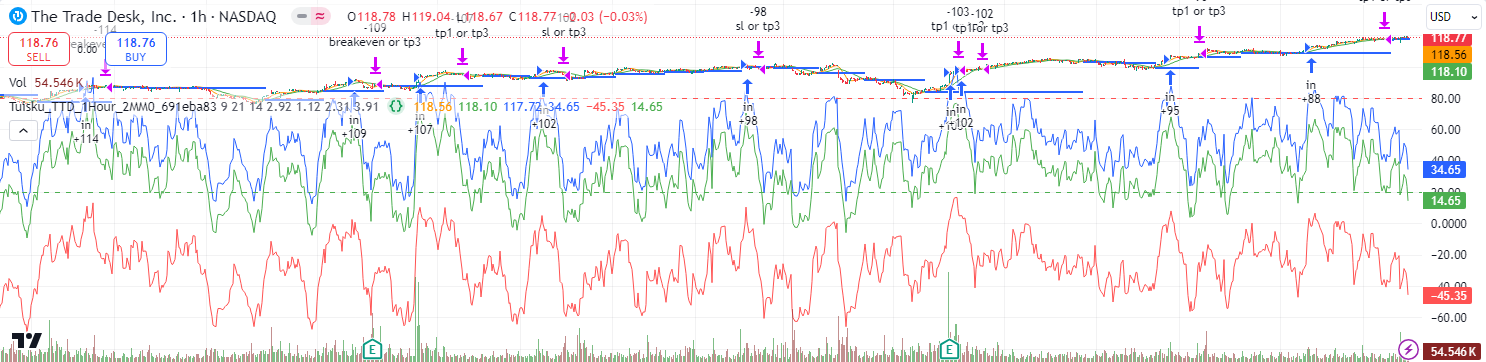 The Trade Desk, Inc. · 1h · NASDAQ
O118.78 H119.04 L118.67 C118.77 −0.03 (−0.03%)
118.76
SELL
0.00
118.76
BUY
Vol 54.546 K
Tuisku_TTD_1Hour_2MM0_691eba83 9 21 14 2.92 1.12 2.31 3.91 {} 118.56 118.10 117.72 34.65 −45.35 14.65
-114
-109
breakeven or tp3
tp1 or tp3
sl or tp3
-98
sl or tp3
-103
-102
tp1 or tp3
tp1 or tp3
in
+114
in
+109
in
+107
in
+102
in
+98
in
+102
in
+95
in
+88
USD
118.77
118.56
118.10
80.00
60.00
40.00
34.65
20.00
14.65
0.0000
−20.00
−45.35
−60.00
54.546 K
E
E